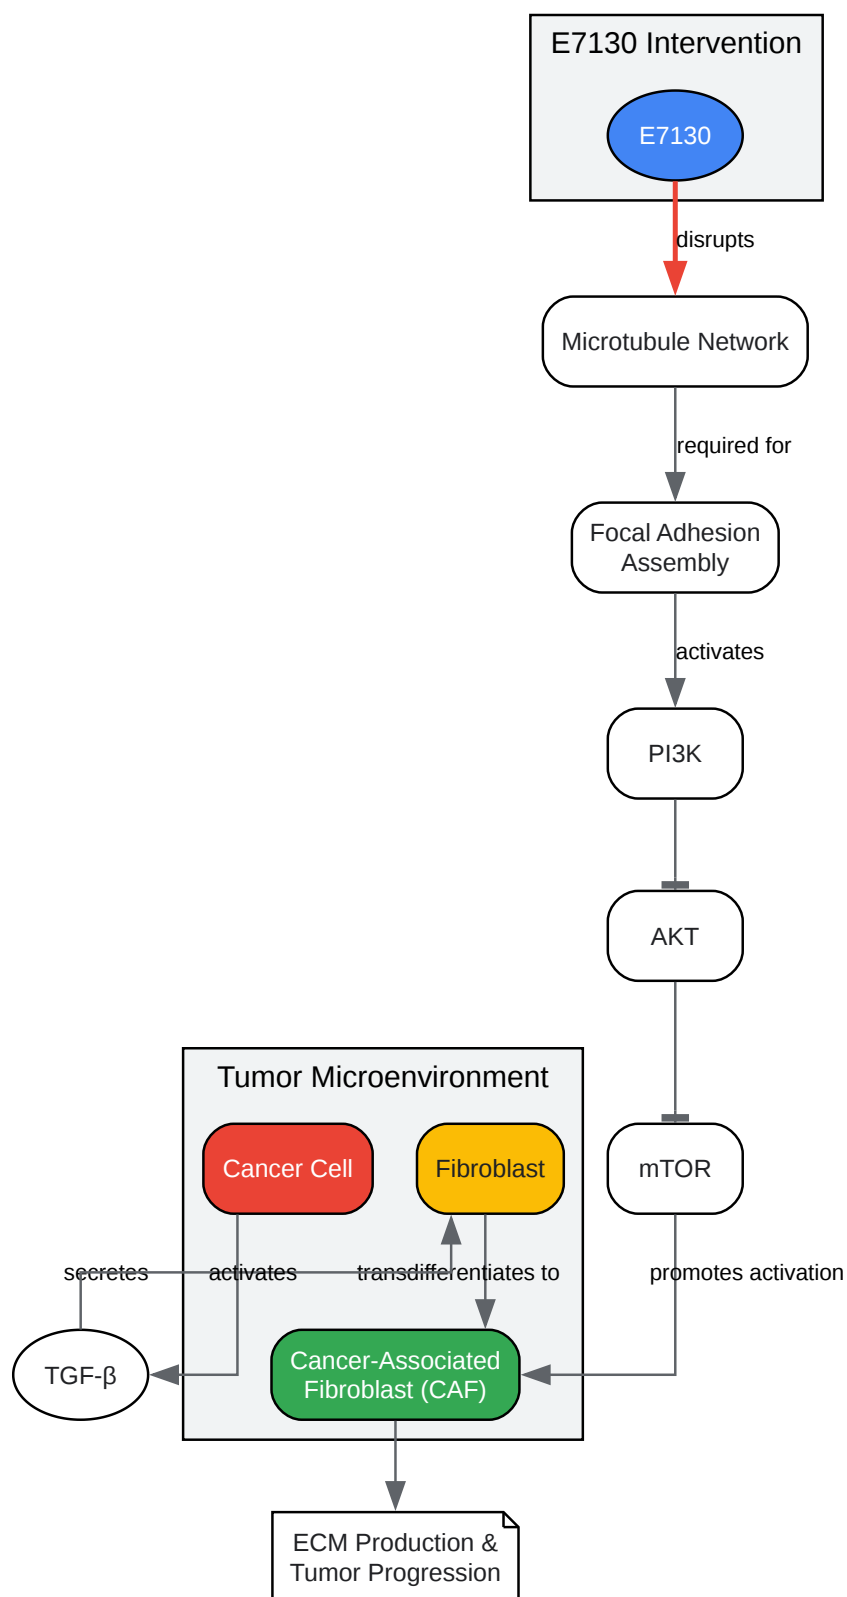 E7130 Intervention
E7130
disrupts
Microtubule Network
required for
Focal Adhesion
Assembly
activates
PI3K
AKT
Tumor Microenvironment
Cancer Cell
Fibroblast
mTOR
secretes
activates
transdifferentiates to
promotes activation
TGF-β
Cancer-Associated
Fibroblast (CAF)
ECM Production &
Tumor Progression